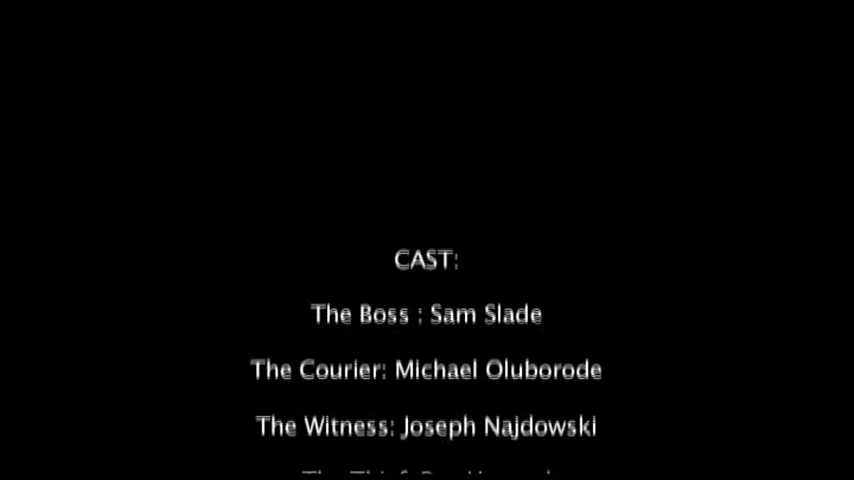 CAST:
The Boss : Sam Slade
The Courier: Michael Oluborode
The Witness: Joseph Najdowski